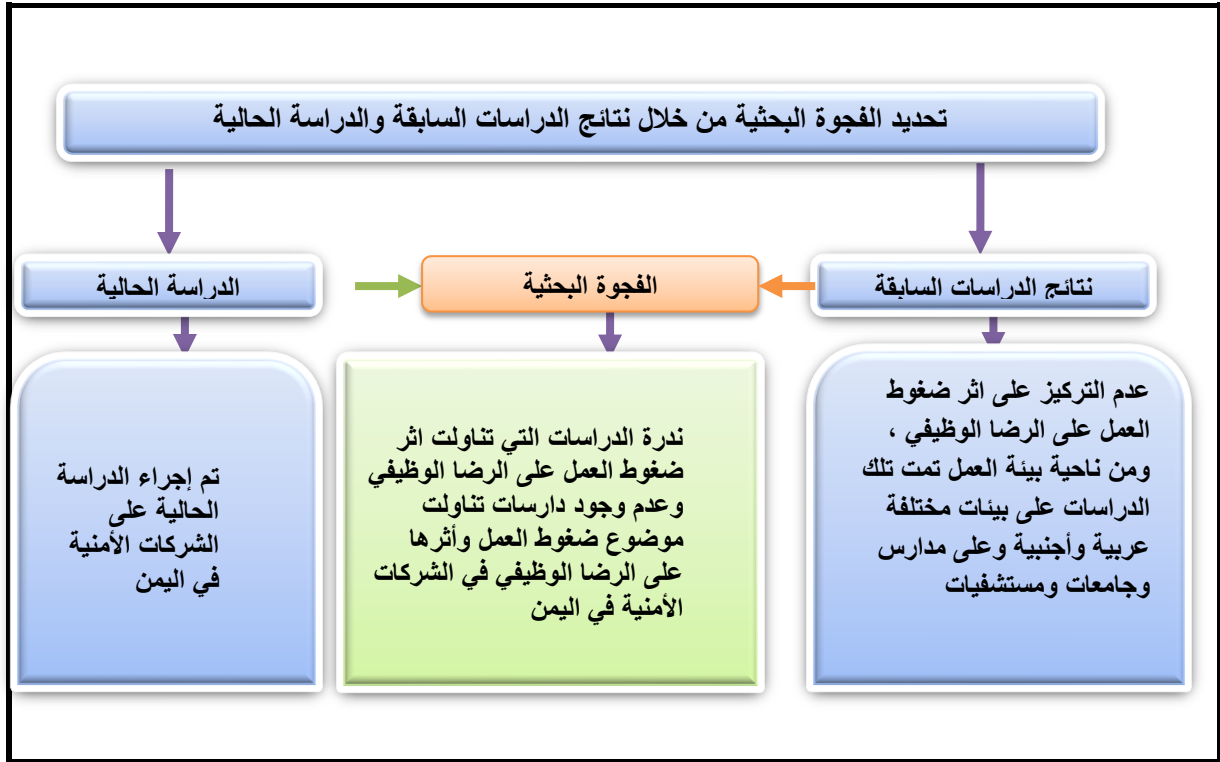 تحديد الفجوة البحثية من خلال نتائج الدراسات السابقة والدراسة الحالية
نتائج الدراسات السابقة
الفجوة البحثية
الدراسة الحالية
عدم التركيز على اثر ضغوط
العمل على الرضا الوظيفي ،
ومن ناحية بيئة العمل تمت تلك
الدراسات على بيئات مختلفة
عربية وأجنبية وعلى مدارس
وجامعات ومستشفيات
ندرة الدراسات التي تناولت اثر
ضغوط العمل على الرضا الوظيفي
وعدم وجود دارسات تناولت
موضوع ضغوط العمل وأثرها
على الرضا الوظيفي في الشركات
الأمنية في اليمن
تم إجراء الدراسة
الحالية على
الشركات الأمنية
في اليمن